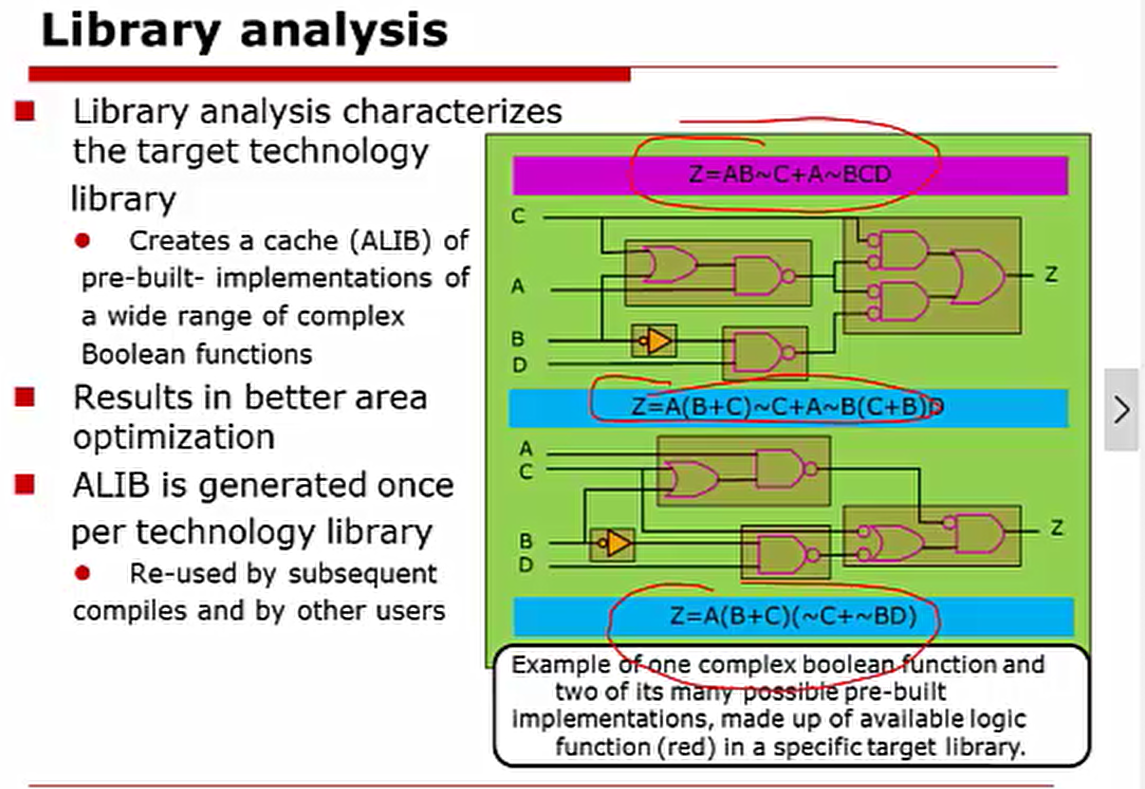 Library analysis
Library analysis characterizes
the target technology
library
Creates a cache (ALIB) of
pre-built- implementations of
a wide range of complex
Boolean functions
Results in better area
optimization
ALIB is generated once
per technology library
Re-used by subsequent
compiles and by other users
Z=AB~C+A~BCD
C
A
B
D
Z
Z=A(B+C)~C+A~B(C+B)D
A
C
B
D
Z
Z=A(B+C)(~C+~BD)
Example of one complex boolean function and
two of its many possible pre-built
implementations, made up of available logic
function (red) in a specific target library.